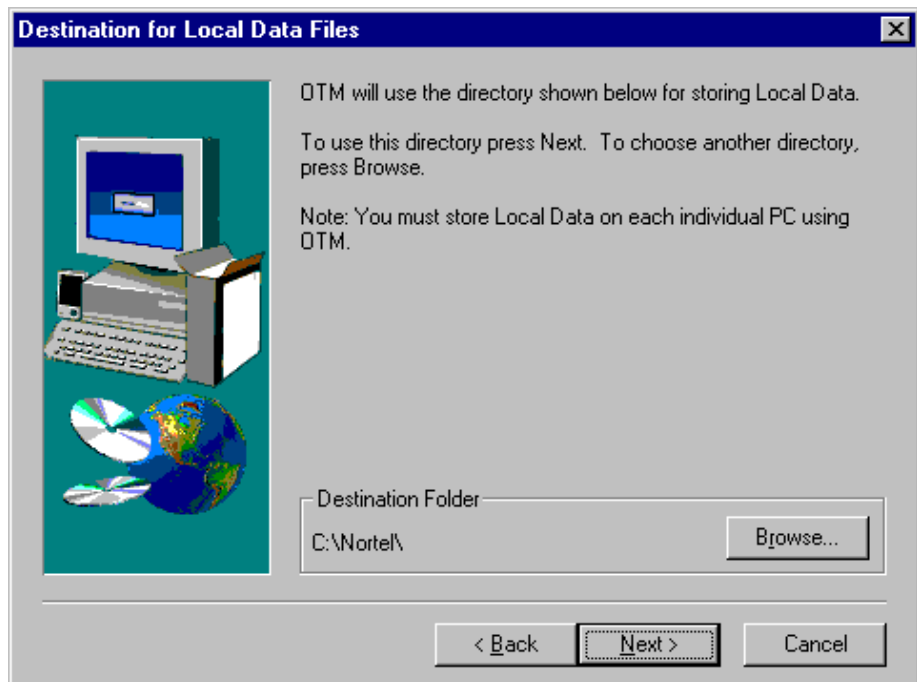 Destination for Local Data Files
OTM will use the directory shown below for storing Local Data.
To use this directory press Next.  To choose another directory,
press Browse.
Note: You must store Local Data on each individual PC using
OTM.
Destination Folder
C:\Nortel\
Browse...
< Back
Next >
Cancel